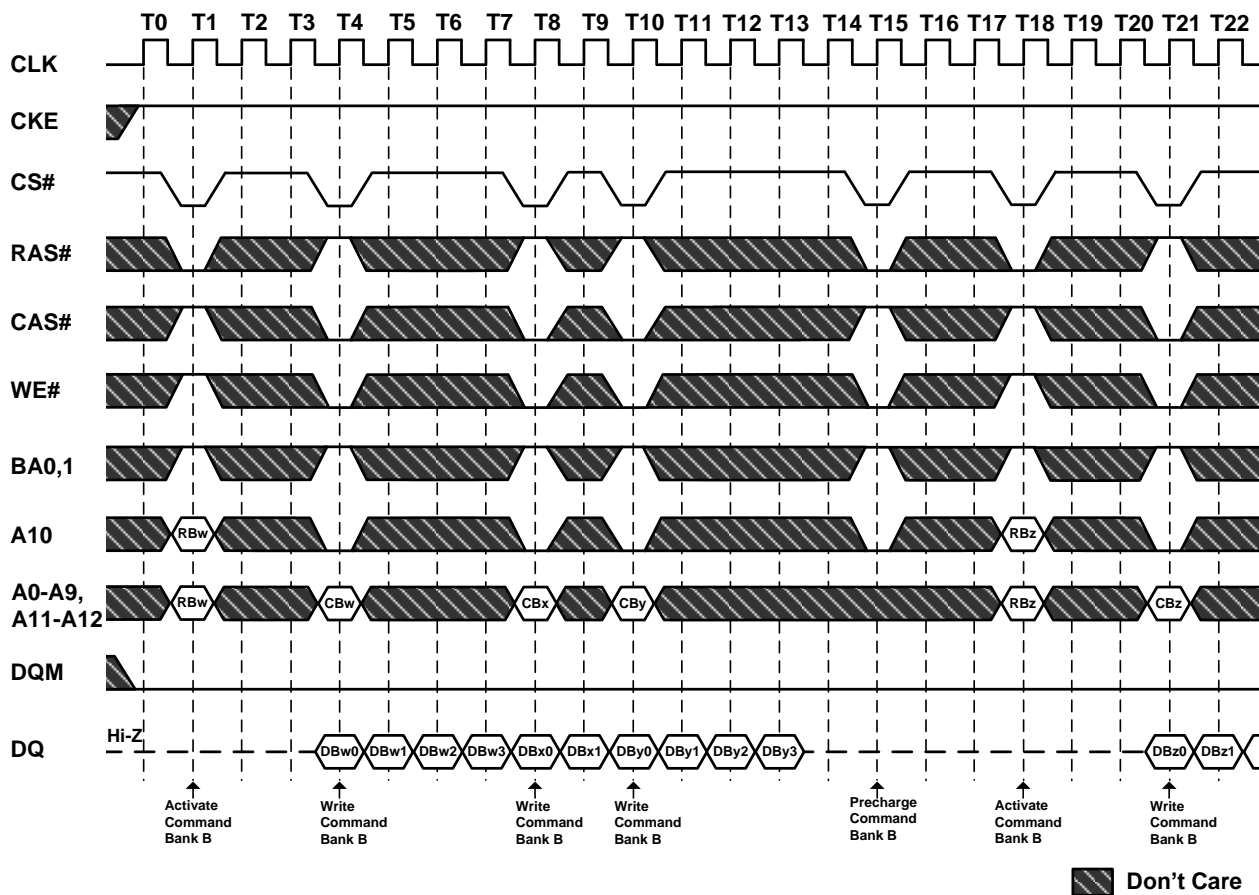 T0 T1 T2 T3 T4 T5 T6 T7 T8 T9 T10 T11 T12 T13 T14 T15 T16 T17 T18 T19 T20 T21 T22
CLK
CKE
CS#
RAS#
CAS#
WE#
BA0,1
A10 RBw RBz
A0-A9,
A11-A12 RBw CBw CBx CBy RBz CBz
DQM
DQ Hi-Z DBw0 DBw1 DBw2 DBw3 DBx0 DBx1 DBy0 DBy1 DBy2 DBy3 DBz0 DBz1
Activate
Command
Bank B
Write
Command
Bank B
Write
Command
Bank B
Write
Command
Bank B
Precharge
Command
Bank B
Activate
Command
Bank B
Write
Command
Bank B
Don't Care